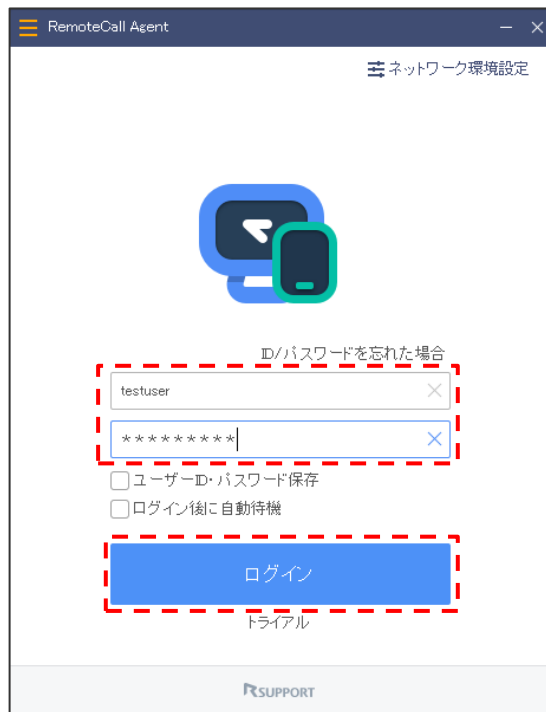 RemoteCall Agent
ネットワーク環境設定
ID/パスワードを忘れた場合
testuser
*********
ユーザーID・パスワード保存
ログイン後に自動待機
ログイン
トライアル
RSUPPORT